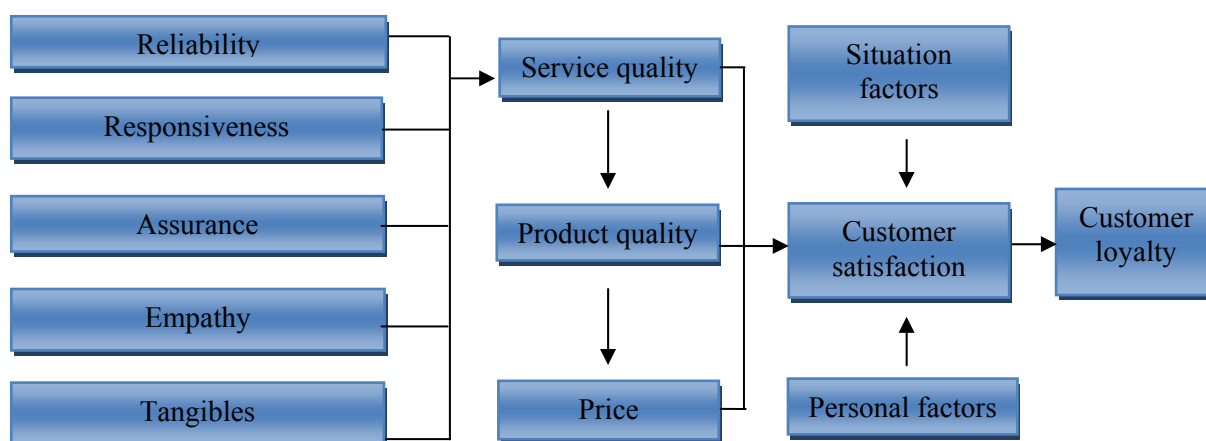 Reliability
Responsiveness
Assurance
Empathy
Tangibles
Service quality
Product quality
Price
Situation
factors
Customer
satisfaction
Personal factors
Customer
loyalty